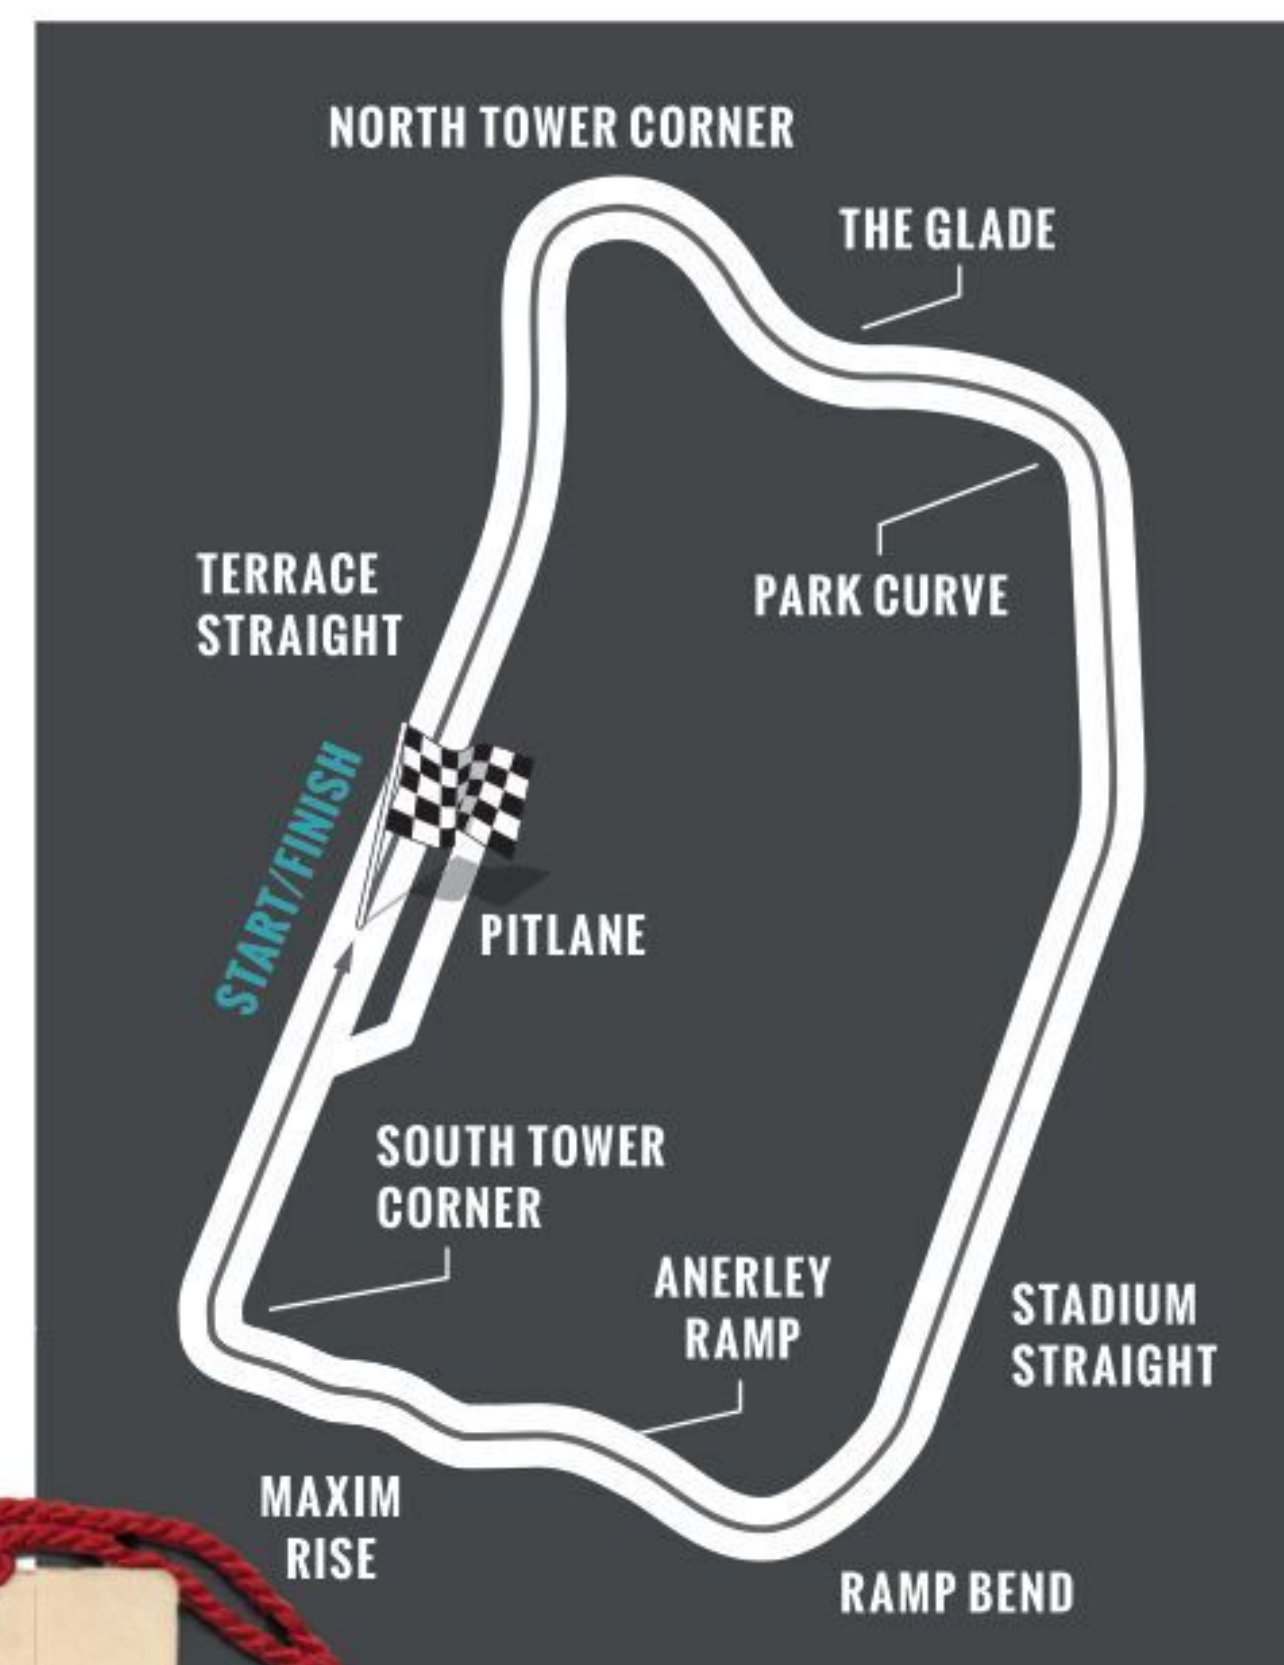 NORTH TOWER CORNER
THE GLADE
TERRACE
STRAIGHT
PARK CURVE
START/FINISH
PITLANE
SOUTH TOWER
CORNER
ANERLEY
RAMP
STADIUM
STRAIGHT
MAXIM
RISE
RAMP BEND